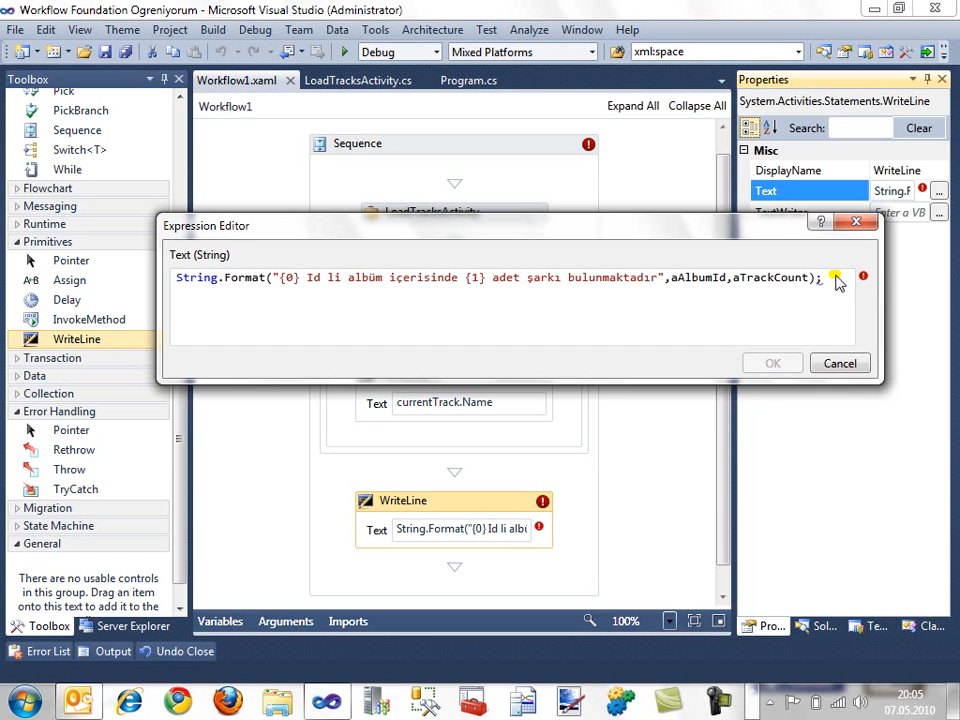 Workflow Foundation Ogreniyorum - Microsoft Visual Studio (Administrator)
File Edit View Theme Project Build Debug Team Data Tools Architecture Test Analyze Window Help
Debug Mixed Platforms xml:space
Toolbox
Workflow1.xaml LoadTracksActivity.cs Program.cs
Properties
Pick
PickBranch
Sequence
Switch<T>
While
Flowchart
Messaging
Runtime
Primitives
Pointer
Assign
Delay
InvokeMethod
WriteLine
Transaction
Data
Collection
Error Handling
Pointer
Rethrow
Throw
TryCatch
Migration
State Machine
General
There are no usable controls
in this group. Drag an item
onto this text to add it to the
Toolbox Server Explorer
Workflow1 Expand All Collapse All
Sequence
LoadTracksActivity
Expression Editor
Text (String)
String.Format("{0} Id li albüm içerisinde {1} adet şarkı bulunmaktadır",aAlbumId,aTrackCount);
OK Cancel
Text currentTrack.Name
WriteLine
Text String.Format("{0} Id li albü
Variables Arguments Imports 100%
System.Activities.Statements.WriteLine
Search: Clear
Misc
DisplayName WriteLine
Text String.F ...
TextWriter Enter a VB ...
Pro... Sol... Te... Cla...
Error List Output Undo Close
20:05
07.05.2010